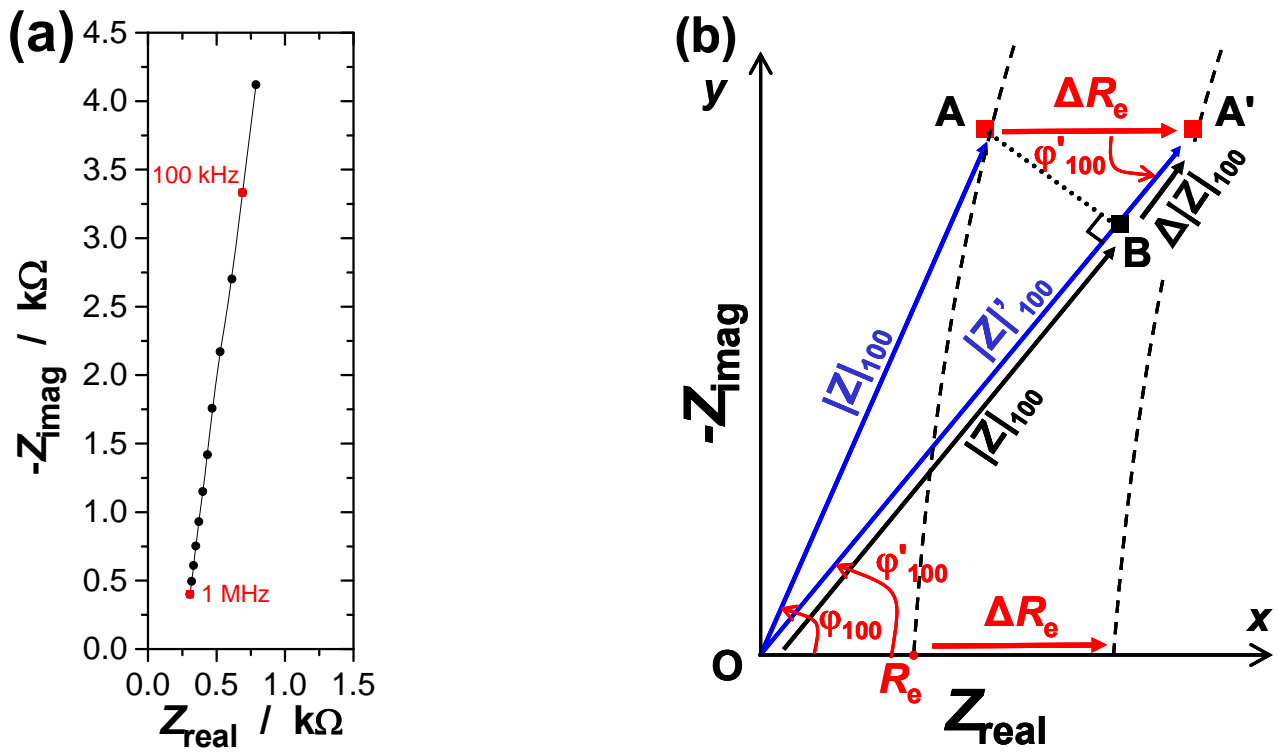 (a)
4.5
4.0
3.5
3.0
2.5
2.0
1.5
1.0
0.5
0.0
-Zimag / kΩ
100 kHz
1 MHz
0.0 0.5 1.0 1.5
Zreal / kΩ
(b)
y
-Zimag
A
ΔRe
A'
φ'100
Δ|Z|100
B
|Z|100
|Z|’100
|Z|100
φ'100
φ100
ΔRe
x
O
Re
Zreal